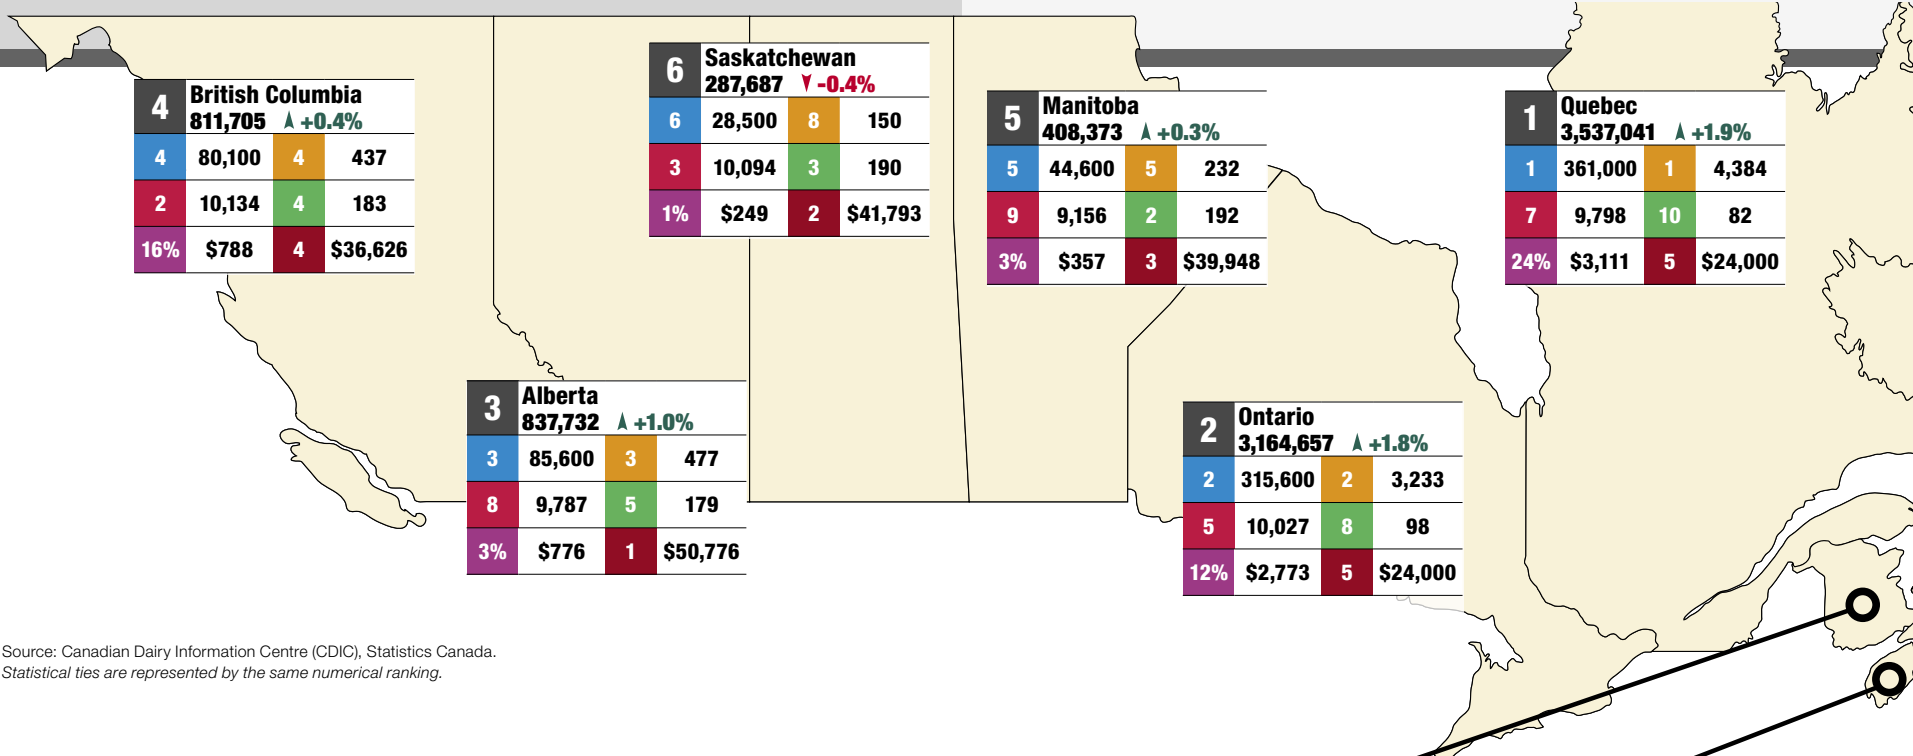 4 British Columbia
811,705 +0.4%
4 80,100 4 437
2 10,134 4 183
16% $788 4 $36,626
6 Saskatchewan
287,687 -0.4%
6 28,500 8 150
3 10,094 3 190
1% $249 2 $41,793
5 Manitoba
408,373 +0.3%
5 44,600 5 232
9 9,156 2 192
3% $357 3 $39,948
1 Quebec
3,537,041 +1.9%
1 361,000 1 4,384
7 9,798 10 82
24% $3,111 5 $24,000
3 Alberta
837,732 +1.0%
3 85,600 3 477
8 9,787 5 179
3% $776 1 $50,776
2 Ontario
3,164,657 +1.8%
2 315,600 2 3,233
5 10,027 8 98
12% $2,773 5 $24,000
Source: Canadian Dairy Information Centre (CDIC), Statistics Canada.
Statistical ties are represented by the same numerical ranking.